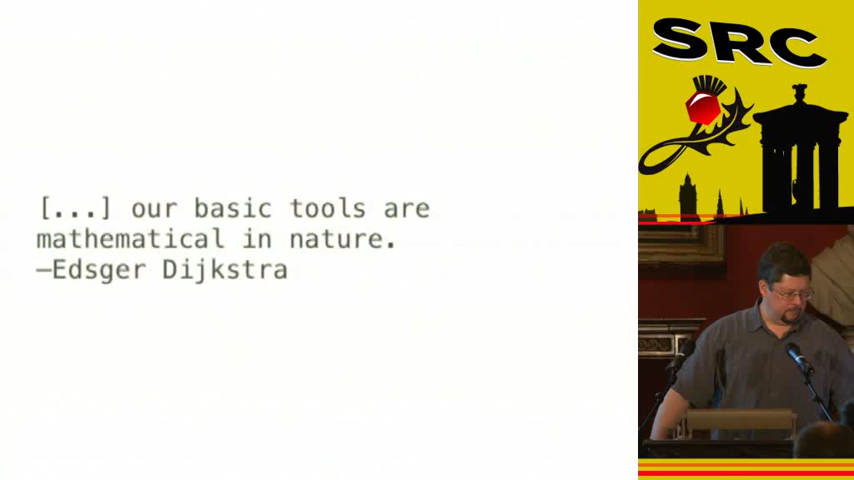 [...] our basic tools are
mathematical in nature.
—Edsger Dijkstra
SRC